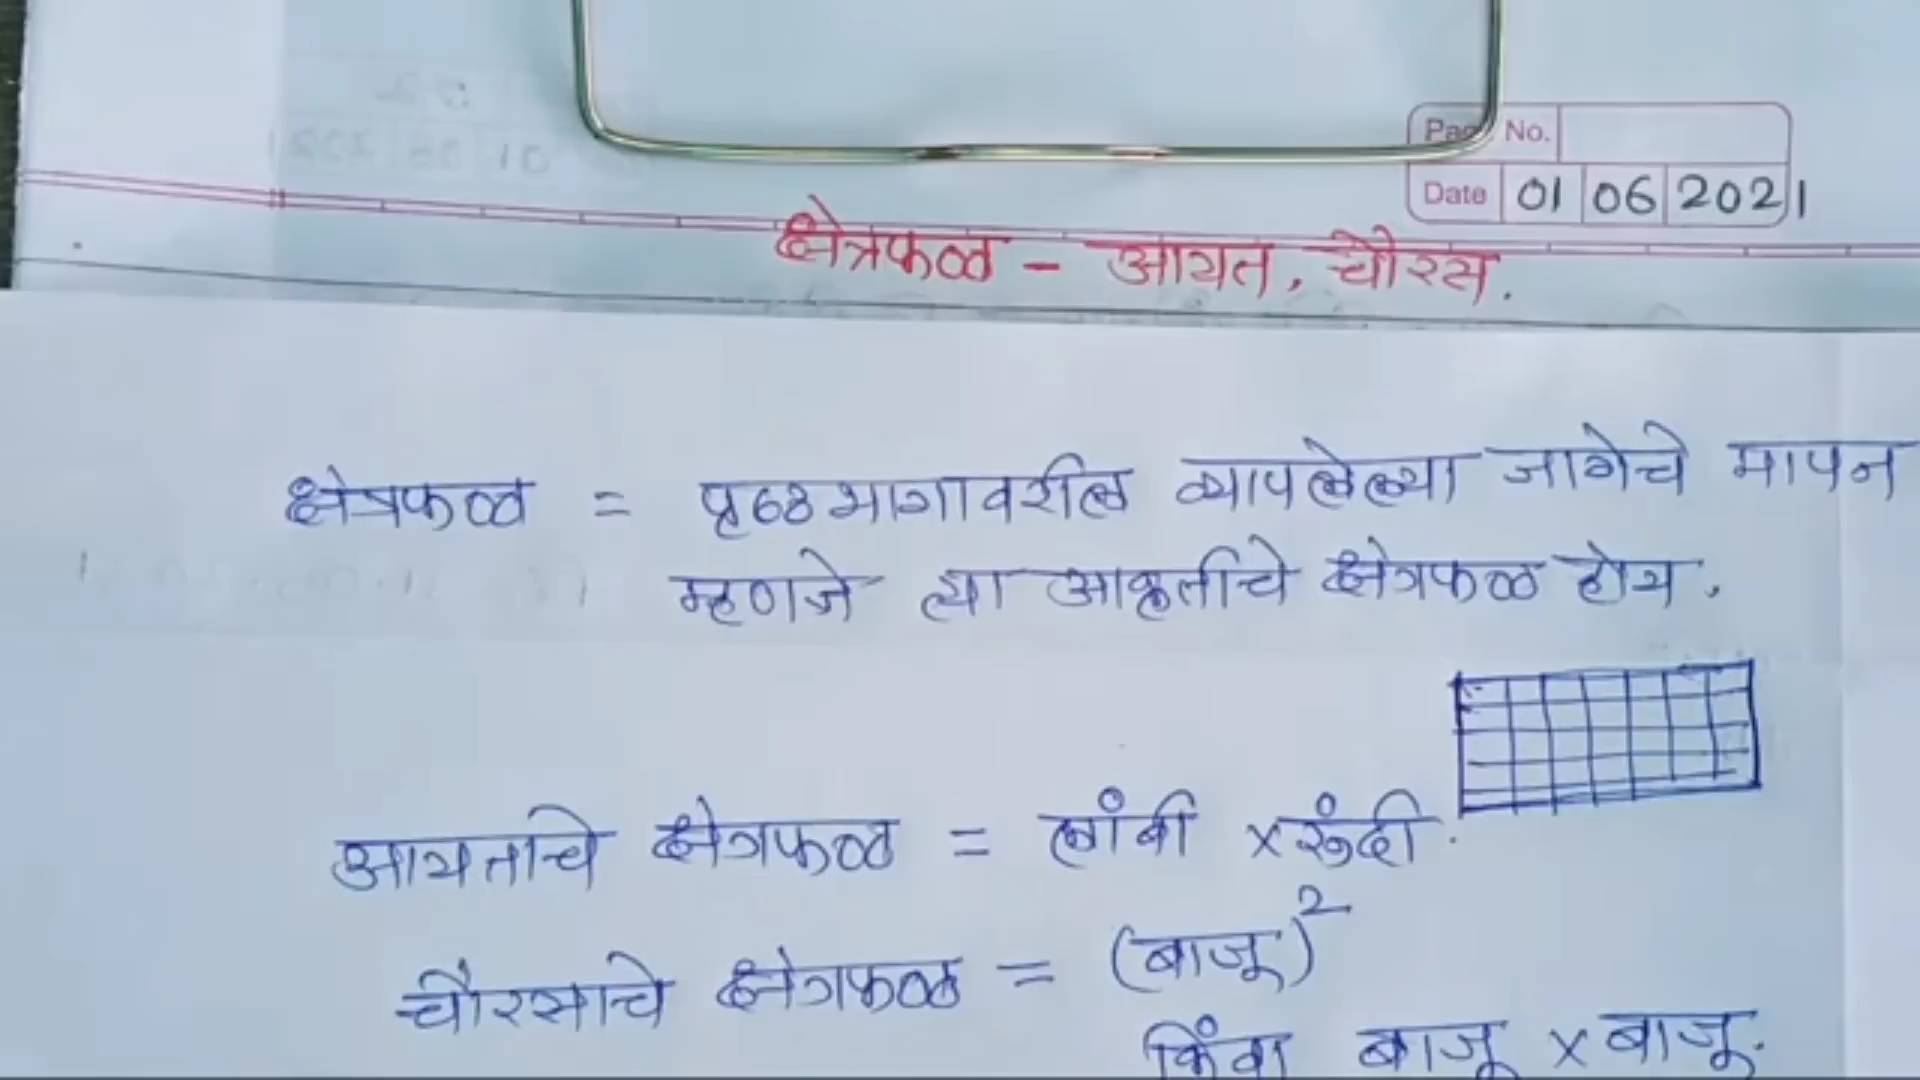 Page No.
Date 01 06 2021
क्षेत्रफळ - आयत, चौरस.
क्षेत्रफळ = पृष्ठभागावरील व्यापलेल्या जागेचे मापन
म्हणजे त्या आकृतीचे क्षेत्रफळ होय.
आयताचे क्षेत्रफळ = लांबी × रुंदी.
चौरसाचे क्षेत्रफळ = (बाजू)²
किंवा बाजू × बाजू.